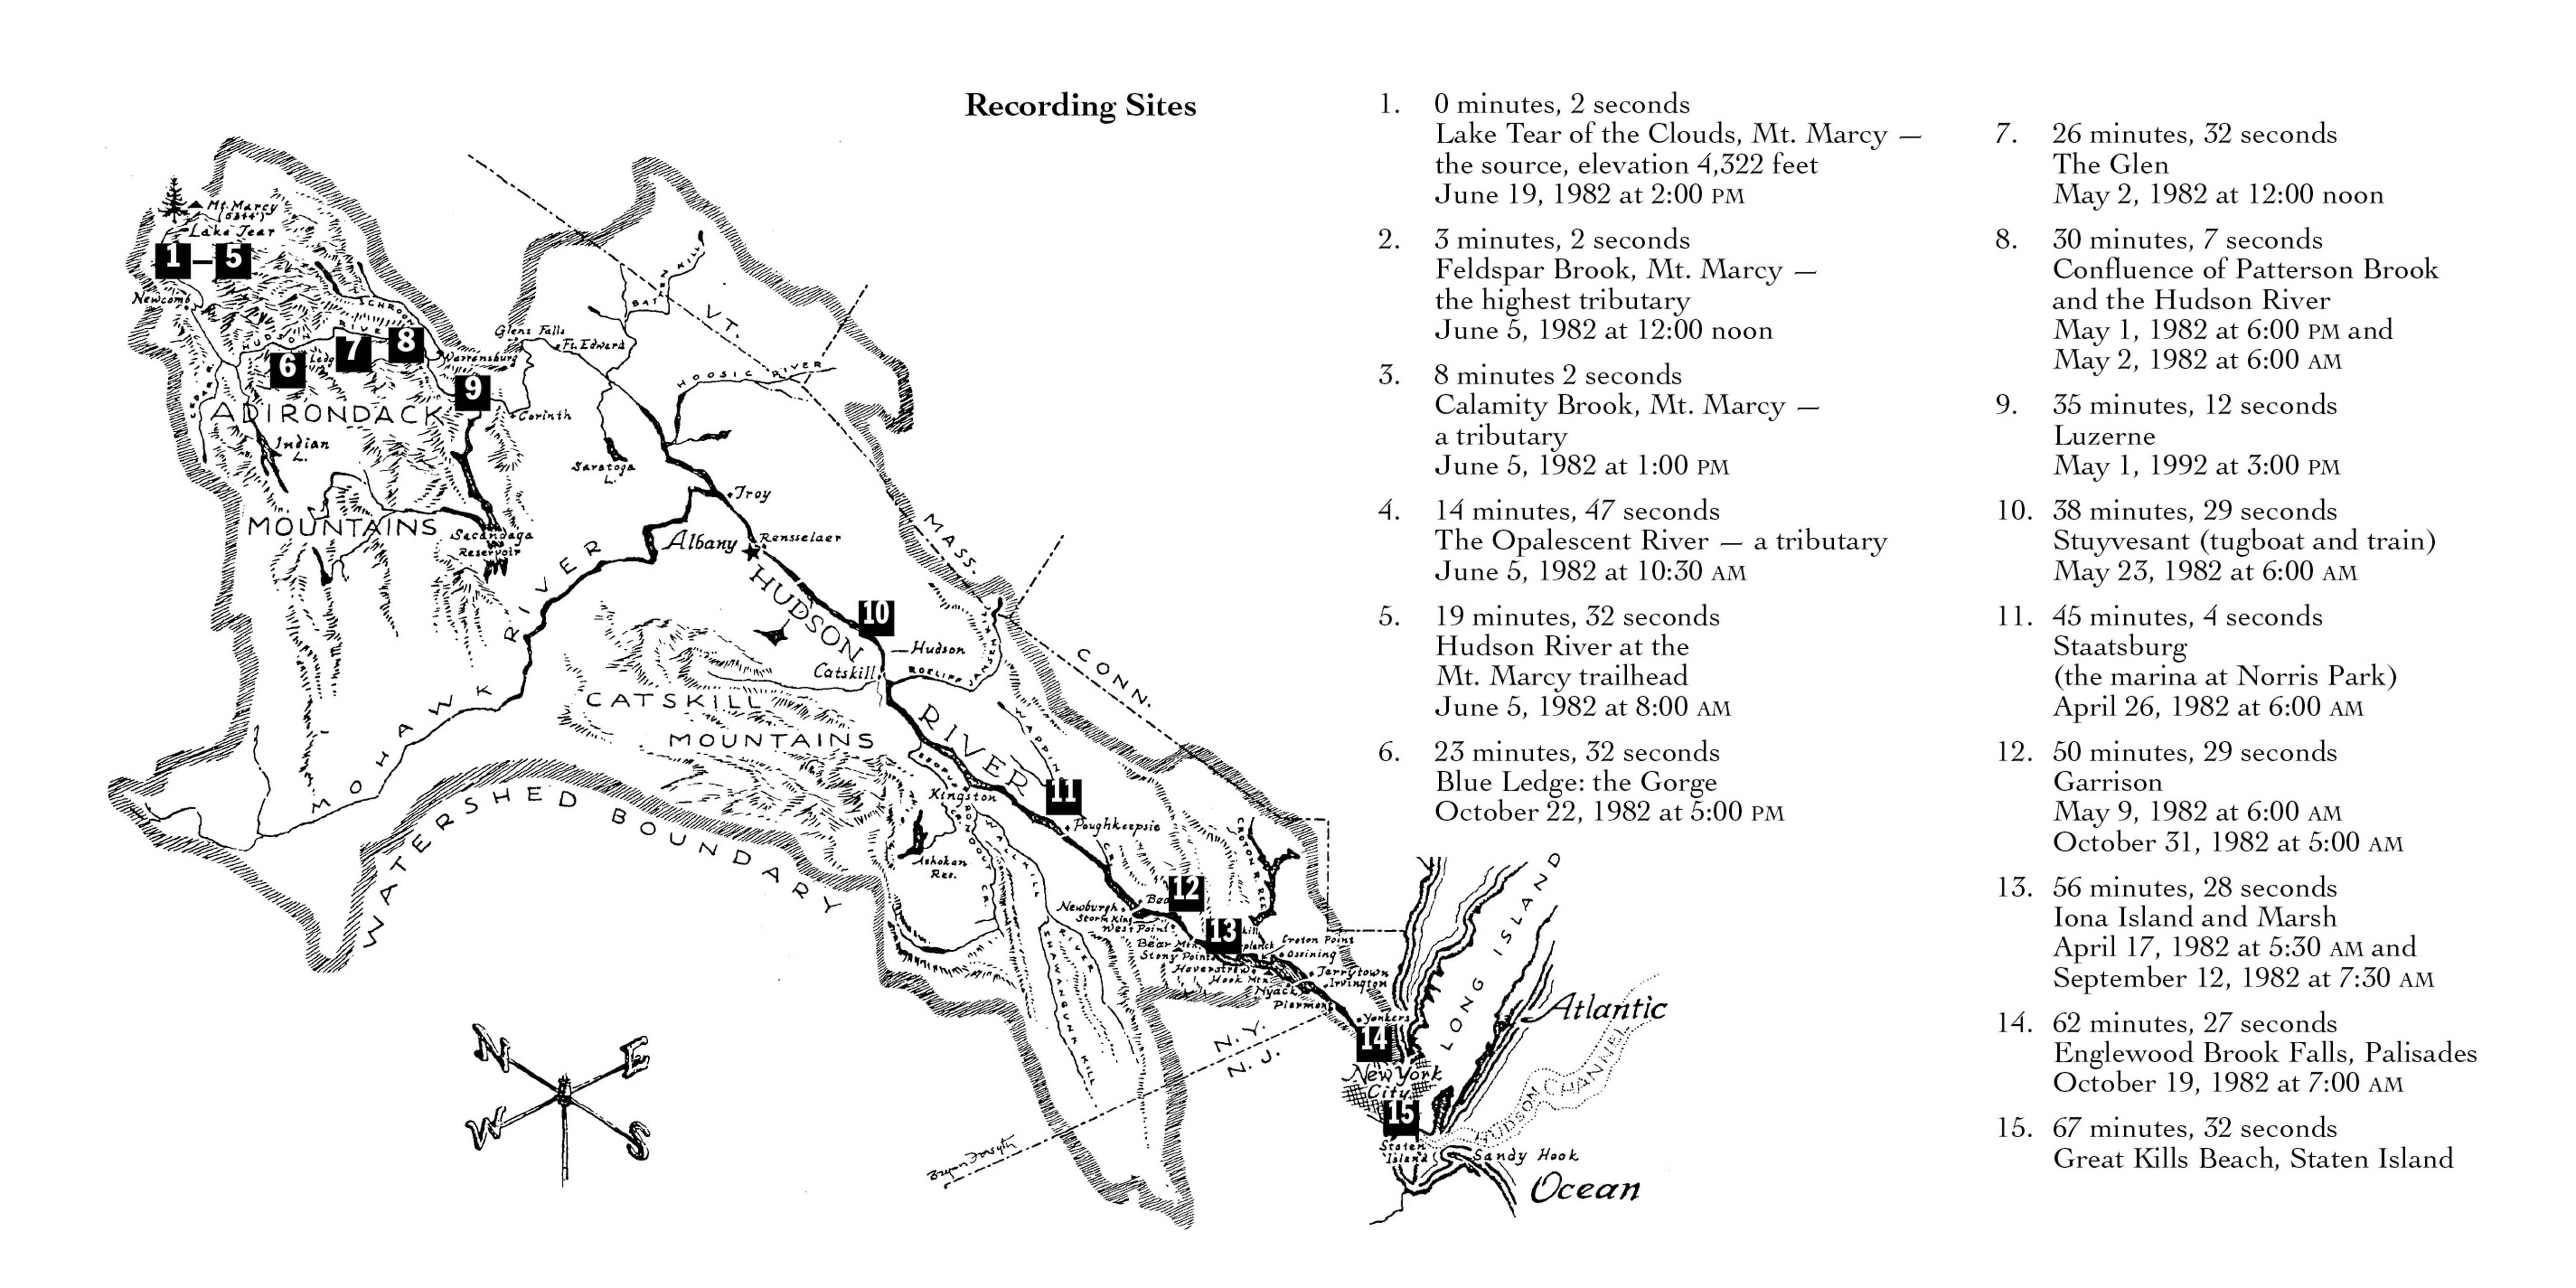 Recording Sites
1. 0 minutes, 2 seconds
Lake Tear of the Clouds, Mt. Marcy —
the source, elevation 4,322 feet
June 19, 1982 at 2:00 PM
2. 3 minutes, 2 seconds
Feldspar Brook, Mt. Marcy —
the highest tributary
June 5, 1982 at 12:00 noon
3. 8 minutes 2 seconds
Calamity Brook, Mt. Marcy —
a tributary
June 5, 1982 at 1:00 PM
4. 14 minutes, 47 seconds
The Opalescent River — a tributary
June 5, 1982 at 10:30 AM
5. 19 minutes, 32 seconds
Hudson River at the
Mt. Marcy trailhead
June 5, 1982 at 8:00 AM
6. 23 minutes, 32 seconds
Blue Ledge: the Gorge
October 22, 1982 at 5:00 PM
7. 26 minutes, 32 seconds
The Glen
May 2, 1982 at 12:00 noon
8. 30 minutes, 7 seconds
Confluence of Patterson Brook
and the Hudson River
May 1, 1982 at 6:00 PM and
May 2, 1982 at 6:00 AM
9. 35 minutes, 12 seconds
Luzerne
May 1, 1992 at 3:00 PM
10. 38 minutes, 29 seconds
Stuyvesant (tugboat and train)
May 23, 1982 at 6:00 AM
11. 45 minutes, 4 seconds
Staatsburg
(the marina at Norris Park)
April 26, 1982 at 6:00 AM
12. 50 minutes, 29 seconds
Garrison
May 9, 1982 at 6:00 AM
October 31, 1982 at 5:00 AM
13. 56 minutes, 28 seconds
Iona Island and Marsh
April 17, 1982 at 5:30 AM and
September 12, 1982 at 7:30 AM
14. 62 minutes, 27 seconds
Englewood Brook Falls, Palisades
October 19, 1982 at 7:00 AM
15. 67 minutes, 32 seconds
Great Kills Beach, Staten Island
Mt. Marcy
(5344')
Lake Tear
1 – 5
Newcomb
SCHROON
HUDSON RIVER
6
7
8
9
Warrensburg
Glens Falls
Ft. Edward
BATTEN KILL
VT.
HOOSIC RIVER
CEDAR R.
ADIRONDACK
Corinth
Indian
L.
Saratoga
L.
MOUNTAINS
Sacandaga
Reservoir
Troy
Albany
Rensselaer
MASS.
MOHAWK RIVER
HUDSON
10
Hudson
Catskill
ROELIFF JANSEN
CONN.
CATSKILL
MOUNTAINS
RIVER
WAPPIN
ESOPUS
Kingston
11
Poughkeepsie
WATERSHED BOUNDARY
Ashokan
Res.
RONDOUT CR.
WALLKILL RIVER
CROTON RIVER
12
Newburgh
Storm King
West Point
13
Bear Mtn.
Stony Point
Croton Point
Ossining
Haverstraw
Hook Mtn.
Tarrytown
Irvington
Nyack
Piermont
SHAWANGUNK KILL
Yonkers
14
New York
City
15
Staten
Island
LONG ISLAND
Atlantic
HUDSON CHANNEL
Sandy Hook
Ocean
N.Y.
N.J.
N E
W S